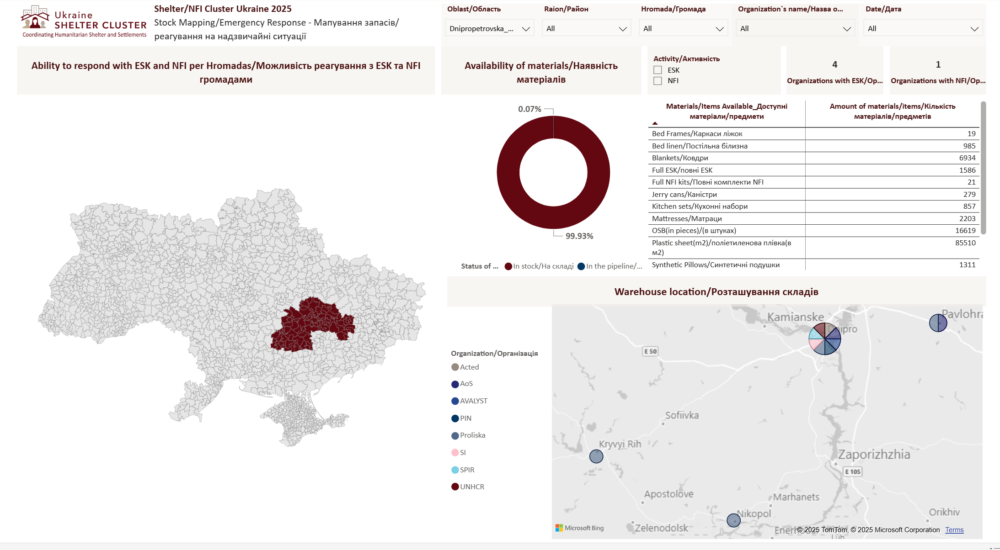 Ukraine
SHELTER CLUSTER
Coordinating Humanitarian Shelter and Settlements
Shelter/NFI Cluster Ukraine 2025
Stock Mapping/Emergency Response - Мапування запасів/
реагування на надзвичайні ситуації
Oblast/Область
Dnipropetrovska_...
Raion/Район
All
Hromada/Громада
All
Organization`s name/Назва о...
All
Date/Дата
All
Ability to respond with ESK and NFI per Hromadas/Можливість реагування з ESK та NFI
громадами
Availability of materials/Наявність
матеріалів
Activity/Активність
ESK
NFI
4
Organizations with ESK/Ор...
1
Organizations with NFI/Ор...
0.07%
99.93%
Status of ...
In stock/На складі
In the pipeline/...
Materials/Items Available_Доступні
матеріали/предмети
Amount of materials/items/Кількість
матеріалів/предметів
Bed Frames/Каркаси ліжок 19
Bed linen/Постільна білизна 985
Blankets/Ковдри 6934
Full ESK/повні ESK 1586
Full NFI kits/Повні комплекти NFI 21
Jerry cans/Каністри 279
Kitchen sets/Кухонні набори 857
Mattresses/Матраци 2203
OSB(in pieces)/(в штуках) 16619
Plastic sheet(m2)/поліетиленова плівка(в 85510
м2)
Synthetic Pillows/Синтетичні подушки 1311
Warehouse location/Розташування складів
Organization/Організація
Acted
AoS
AVALYST
PIN
Proliska
SI
SPIR
UNHCR
Kamianske
Dnipro
Pavlohra
E 50
Sofiivka
Kryvyi Rih
Zaporizhzhia
E 105
Apostolove
Marhanets
Nikopol
Orikhiv
Zelenodolsk
Microsoft Bing
© 2025 TomTom, © 2025 Microsoft Corporation Terms